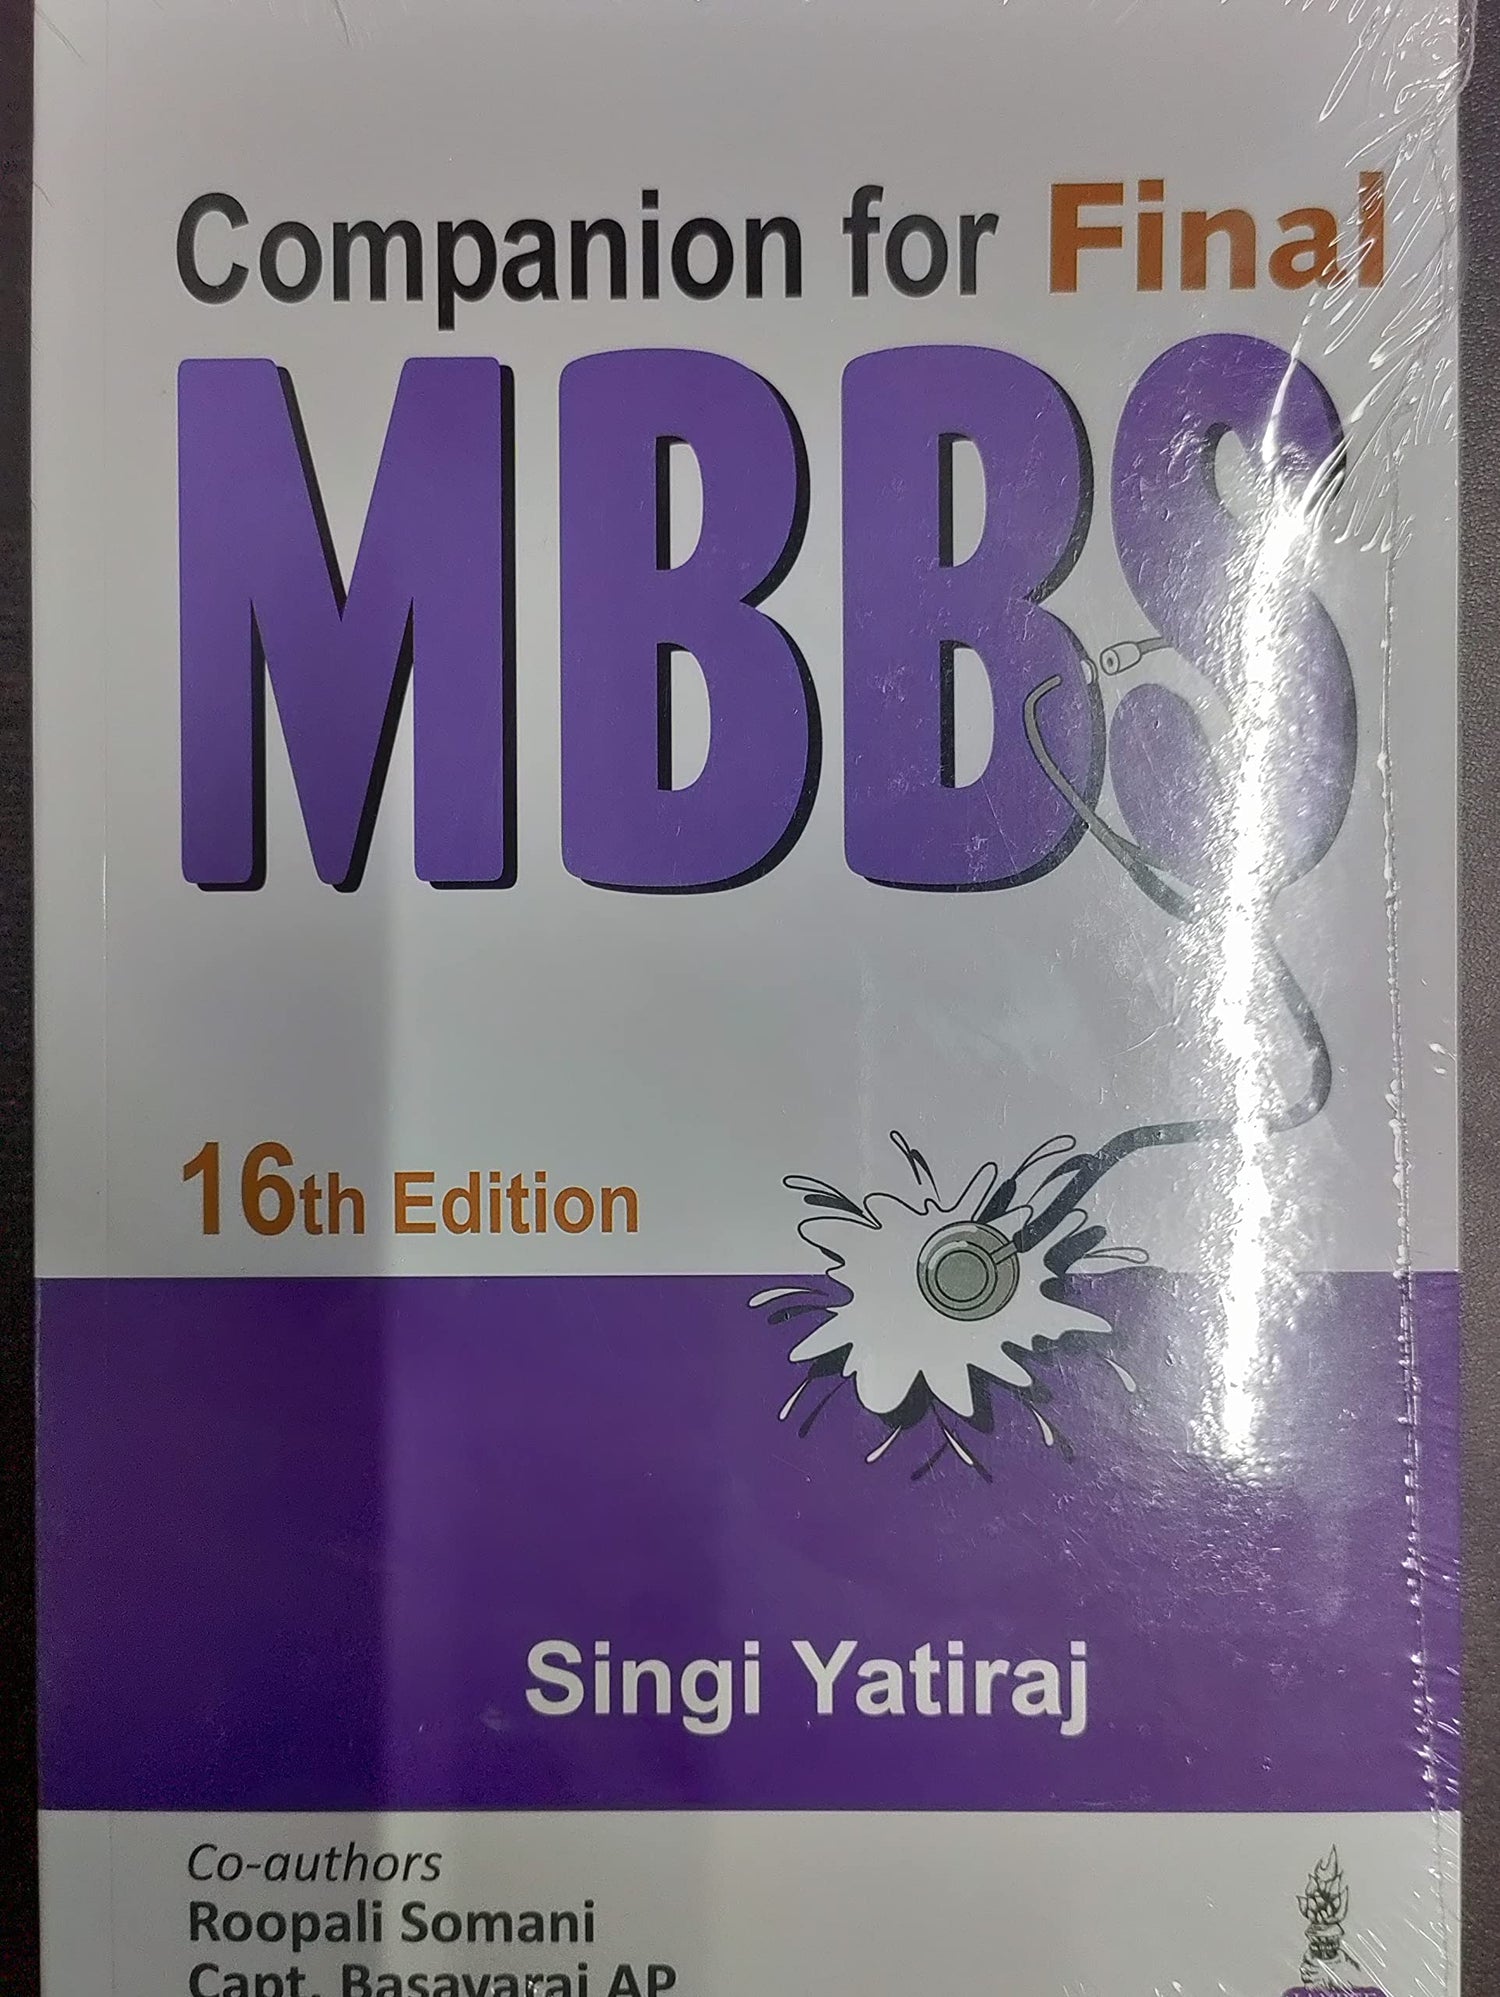 Companion for Final
MBBS
16th Edition
Singi Yatiraj
Co-authors
Roopali Somani
Capt. Basavaraj AP